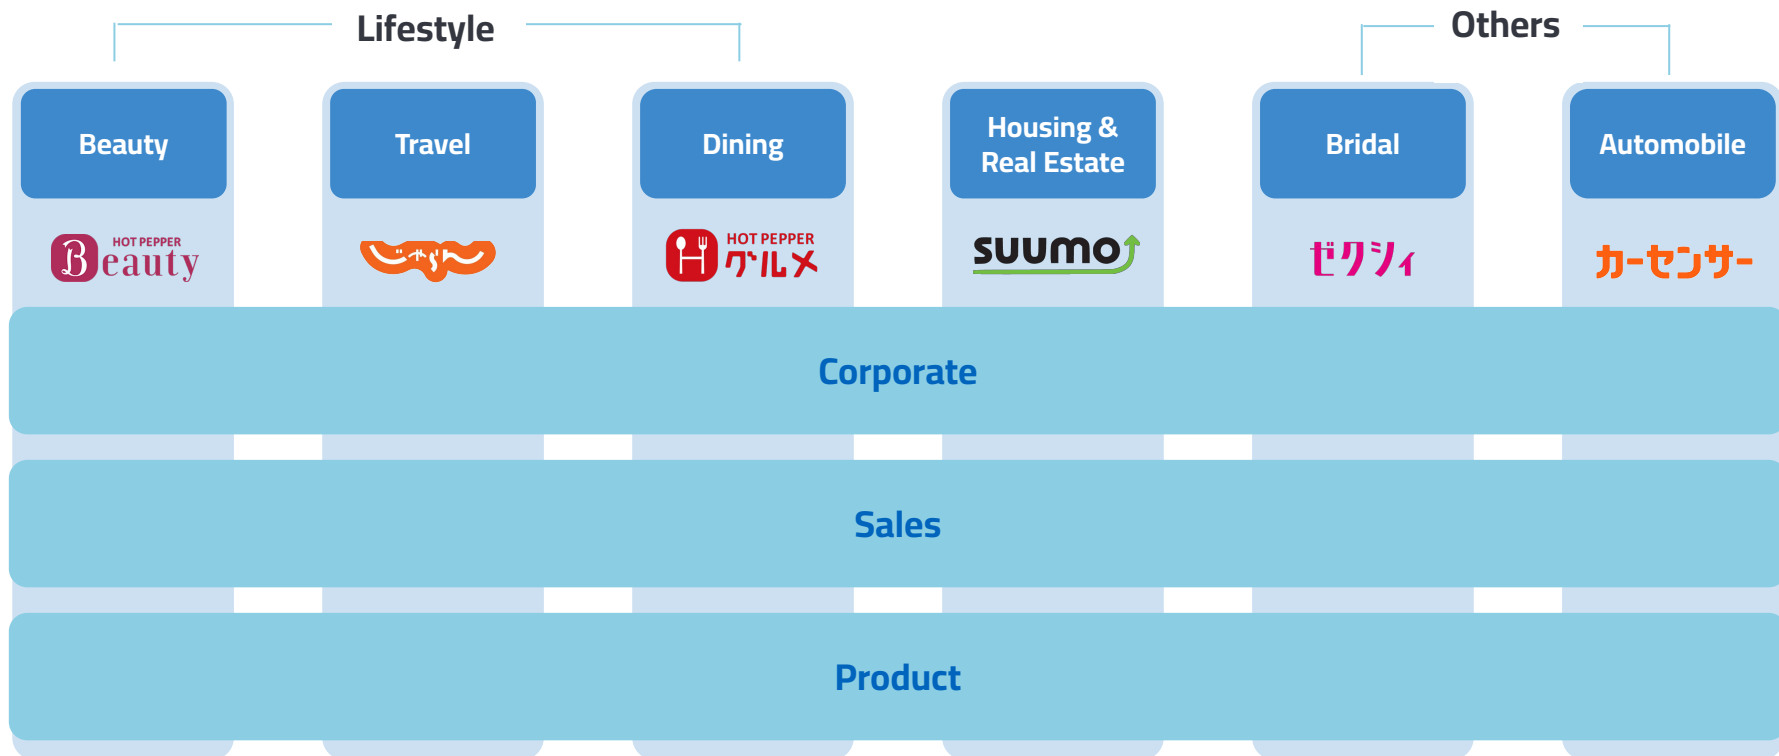 Lifestyle
Others
Beauty
Travel
Dining
Housing &
Real Estate
Bridal
Automobile
HOT PEPPER
Beauty
じゃらん
HOT PEPPER
グルメ
suumo
ゼクシィ
カーセンサー
Corporate
Sales
Product